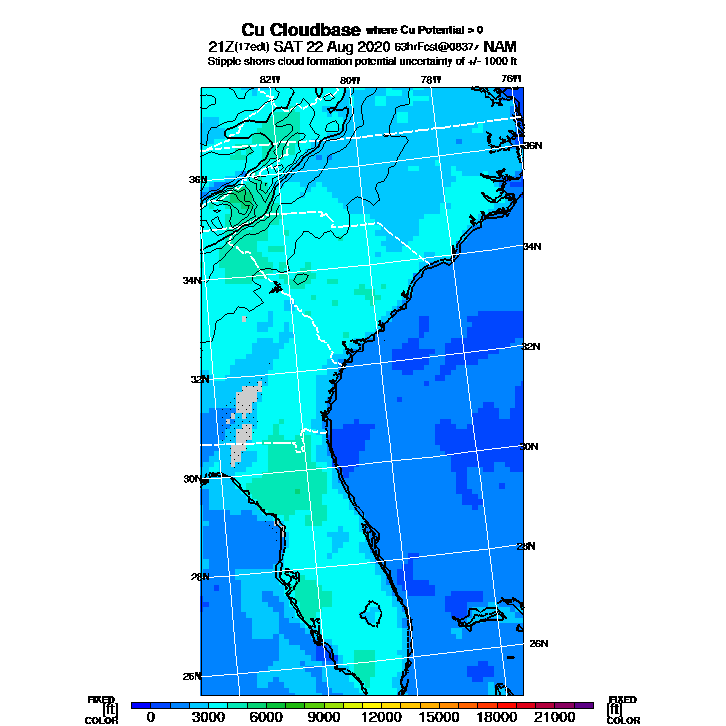 Cu Cloudbase where Cu Potential > 0
21Z(17edt) SAT 22 Aug 2020 63hrFcst@0837z NAM
Stipple shows cloud formation potential uncertainty of +/- 1000 ft
82W 80W 78W 76W
36N
36N
34N
34N
32N
32N
30N
30N
28N
28N
26N
26N
FIXED FIXED
[ft] [ft]
COLOR COLOR
0 3000 6000 9000 12000 15000 18000 21000